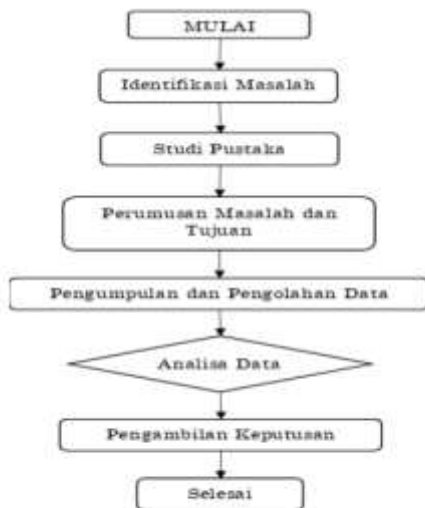 MULAI
Identifikasi Masalah
Studi Pustaka
Perumusan Masalah dan
Tujuan
Pengumpulan dan Pengolahan Data
Analisa Data
Pengambilan Keputusan
Selesai